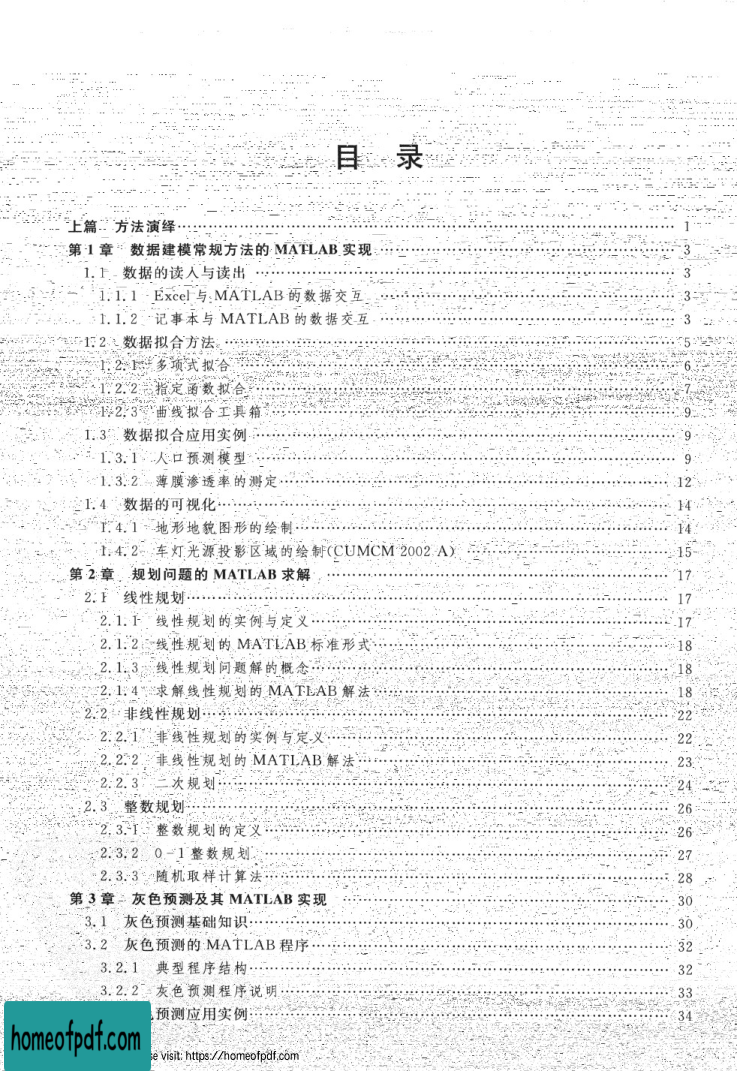 目 录
上篇 方法演绎 1
第 1 章 数据建模常规方法的 MATLAB 实现 3
1.1 数据的读入与读出 3
1.1.1 Excel 与 MATLAB 的数据交互 3
1.1.2 记事本与 MATLAB 的数据交互 3
1.2 数据拟合方法 5
1.2.1 多项式拟合 6
1.2.2 指定函数拟合 7
1.2.3 曲线拟合工具箱 9
1.3 数据拟合应用实例 9
1.3.1 人口预测模型 9
1.3.2 薄膜渗透率的测定 12
1.4 数据的可视化 14
1.4.1 地形地貌图形的绘制 14
1.4.2 车灯光源投影区域的绘制(CUMCM 2002 A) 15
第 2 章 规划问题的 MATLAB 求解 17
2.1 线性规划 17
2.1.1 线性规划的实例与定义 17
2.1.2 线性规划的 MATLAB 标准形式 18
2.1.3 线性规划问题解的概念 18
2.1.4 求解线性规划的 MATLAB 解法 18
2.2 非线性规划 22
2.2.1 非线性规划的实例与定义 22
2.2.2 非线性规划的 MATLAB 解法 23
2.2.3 二次规划 24
2.3 整数规划 26
2.3.1 整数规划的定义 26
2.3.2 0-1 整数规划 27
2.3.3 随机取样计算法 28
第 3 章 灰色预测及其 MATLAB 实现 30
3.1 灰色预测基础知识 30
3.2 灰色预测的 MATLAB 程序 32
3.2.1 典型程序结构 32
3.2.2 灰色预测程序说明 33
预测应用实例 34
homeofpdf.com
se visit: https://homeofpdf.com